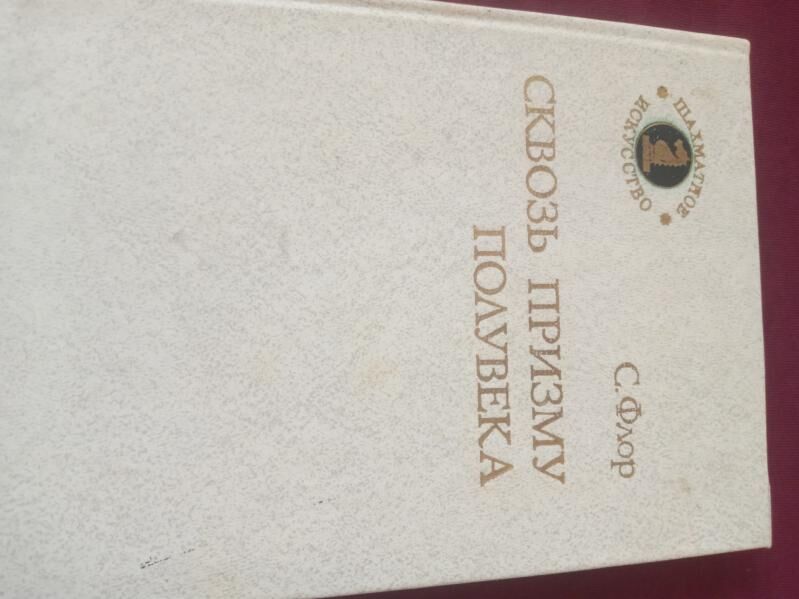 ШАХМАТНОЕ
ИСКУССТВО
С. Флор
СКВОЗЬ ПРИЗМУ
ПОЛУВЕКА